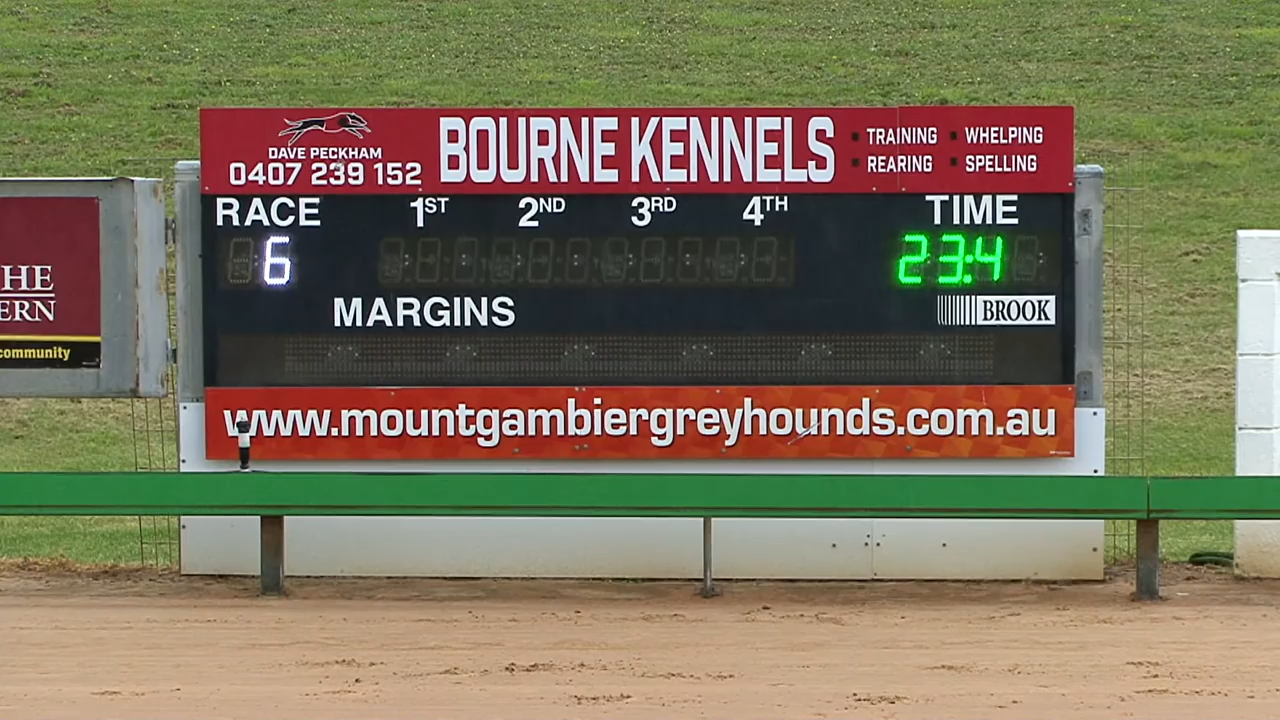 BOURNE KENNELS
DAVE PECKHAM
0407 239 152
TRAINING
WHELPING
REARING
SPELLING
RACE 1ST 2ND 3RD 4TH TIME
6 23:4
MARGINS
BROOK
www.mountgambiergreyhounds.com.au
HE
ERN
community